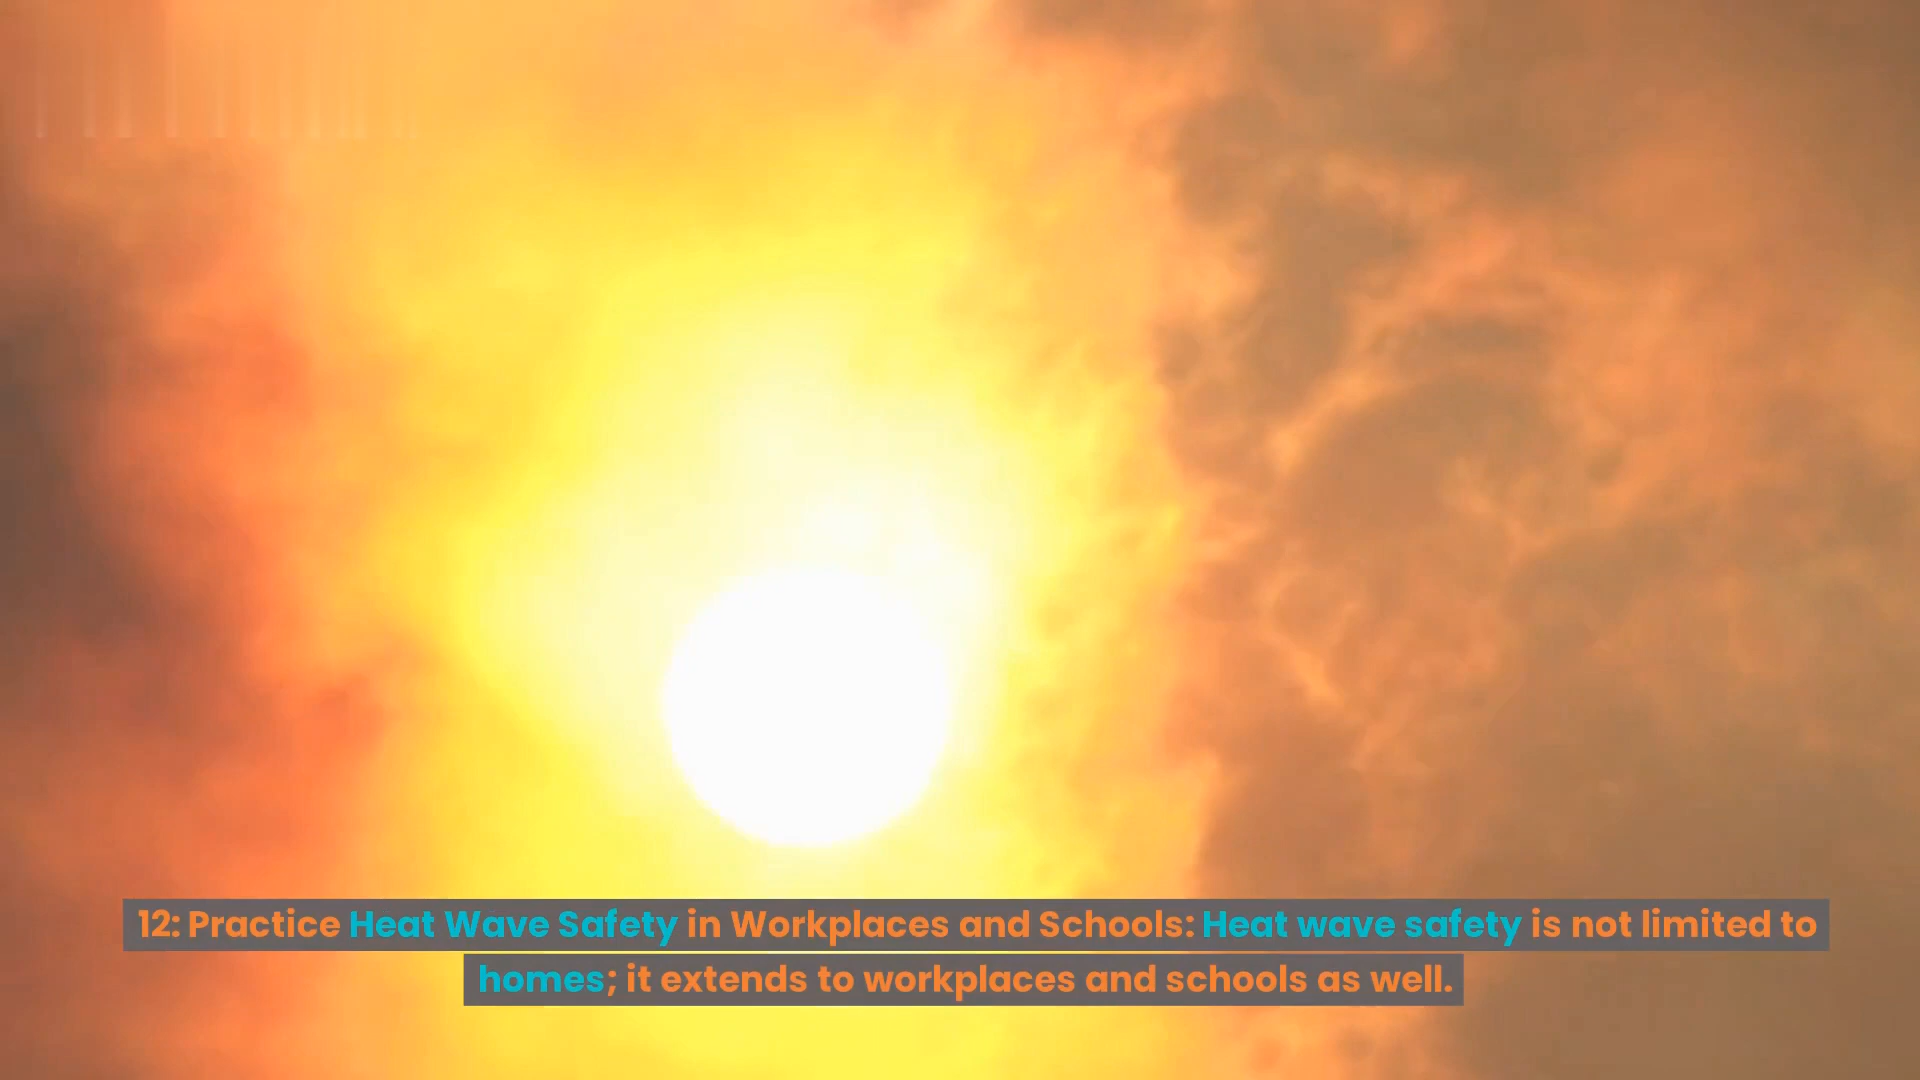 12: Practice Heat Wave Safety in Workplaces and Schools: Heat wave safety is not limited to
homes; it extends to workplaces and schools as well.